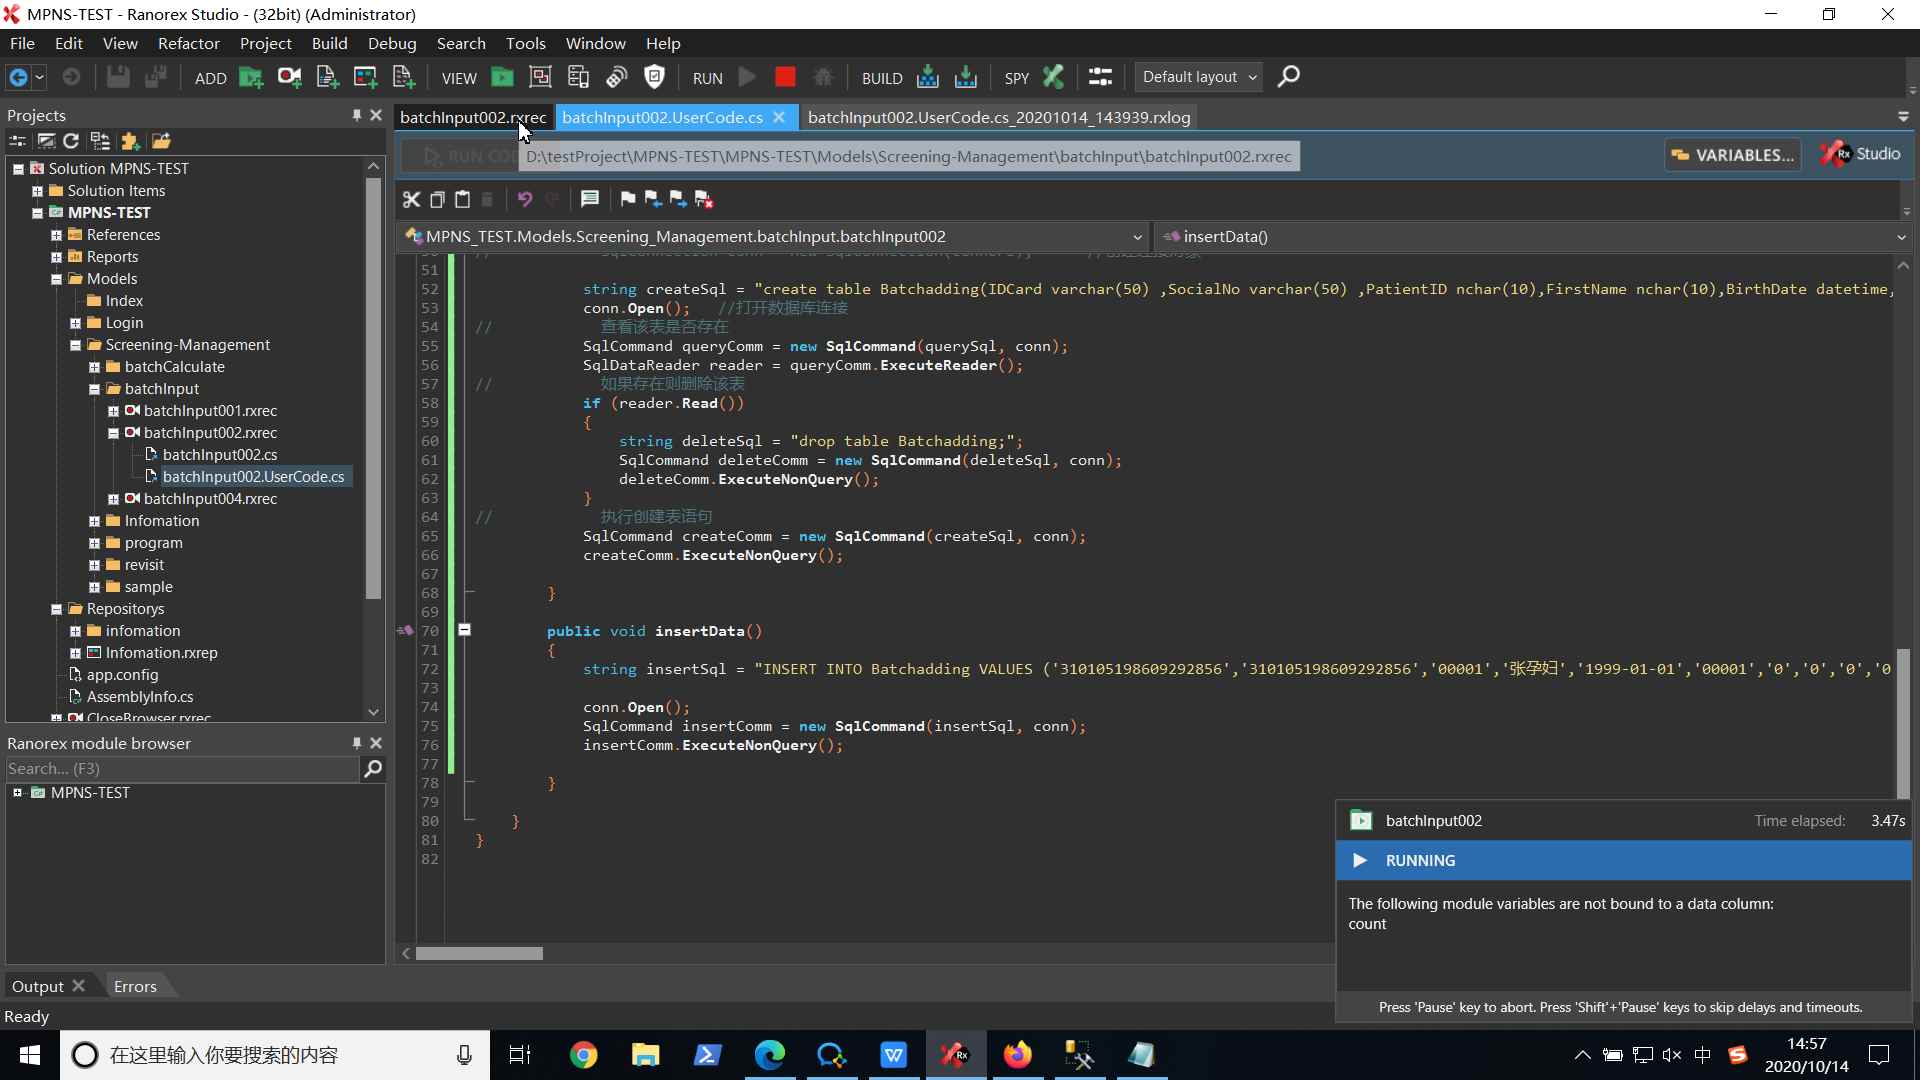 MPNS-TEST - Ranorex Studio - (32bit) (Administrator)
File Edit View Refactor Project Build Debug Search Tools Window Help
ADD VIEW RUN BUILD SPY Default layout
Projects
batchInput002.rxrec batchInput002.UserCode.cs batchInput002.UserCode.cs_20201014_143939.rxlog
RUN CO D:\testProject\MPNS-TEST\MPNS-TEST\Models\Screening-Management\batchInput\batchInput002.rxrec VARIABLES... Rx Studio
Solution MPNS-TEST
Solution Items
MPNS-TEST
References
Reports
Models
Index
Login
Screening-Management
batchCalculate
batchInput
batchInput001.rxrec
batchInput002.rxrec
batchInput002.cs
batchInput002.UserCode.cs
batchInput004.rxrec
Infomation
program
revisit
sample
Repositorys
infomation
Infomation.rxrep
app.config
AssemblyInfo.cs
CloseBrowser.rxrec
Ranorex module browser
Search... (F3)
MPNS-TEST
MPNS_TEST.Models.Screening_Management.batchInput.batchInput002 insertData()
51
52 string createSql = "create table Batchadding(IDCard varchar(50) ,SocialNo varchar(50) ,PatientID nchar(10),FirstName nchar(10),BirthDate datetime,
53 conn.Open(); //打开数据库连接
54 // 查看该表是否存在
55 SqlCommand queryComm = new SqlCommand(querySql, conn);
56 SqlDataReader reader = queryComm.ExecuteReader();
57 // 如果存在则删除该表
58 if (reader.Read())
59 {
60 string deleteSql = "drop table Batchadding;";
61 SqlCommand deleteComm = new SqlCommand(deleteSql, conn);
62 deleteComm.ExecuteNonQuery();
63 }
64 // 执行创建表语句
65 SqlCommand createComm = new SqlCommand(createSql, conn);
66 createComm.ExecuteNonQuery();
67
68 }
69
70 public void insertData()
71 {
72 string insertSql = "INSERT INTO Batchadding VALUES ('310105198609292856','310105198609292856','00001','张孕妇','1999-01-01','00001','0','0','0','0
73
74 conn.Open();
75 SqlCommand insertComm = new SqlCommand(insertSql, conn);
76 insertComm.ExecuteNonQuery();
77
78 }
79
80 }
81 }
82
batchInput002 Time elapsed: 3.47s
RUNNING
The following module variables are not bound to a data column:
count
Press 'Pause' key to abort. Press 'Shift'+'Pause' keys to skip delays and timeouts.
Output Errors
Ready
在这里输入你要搜索的内容
中
14:57
2020/10/14